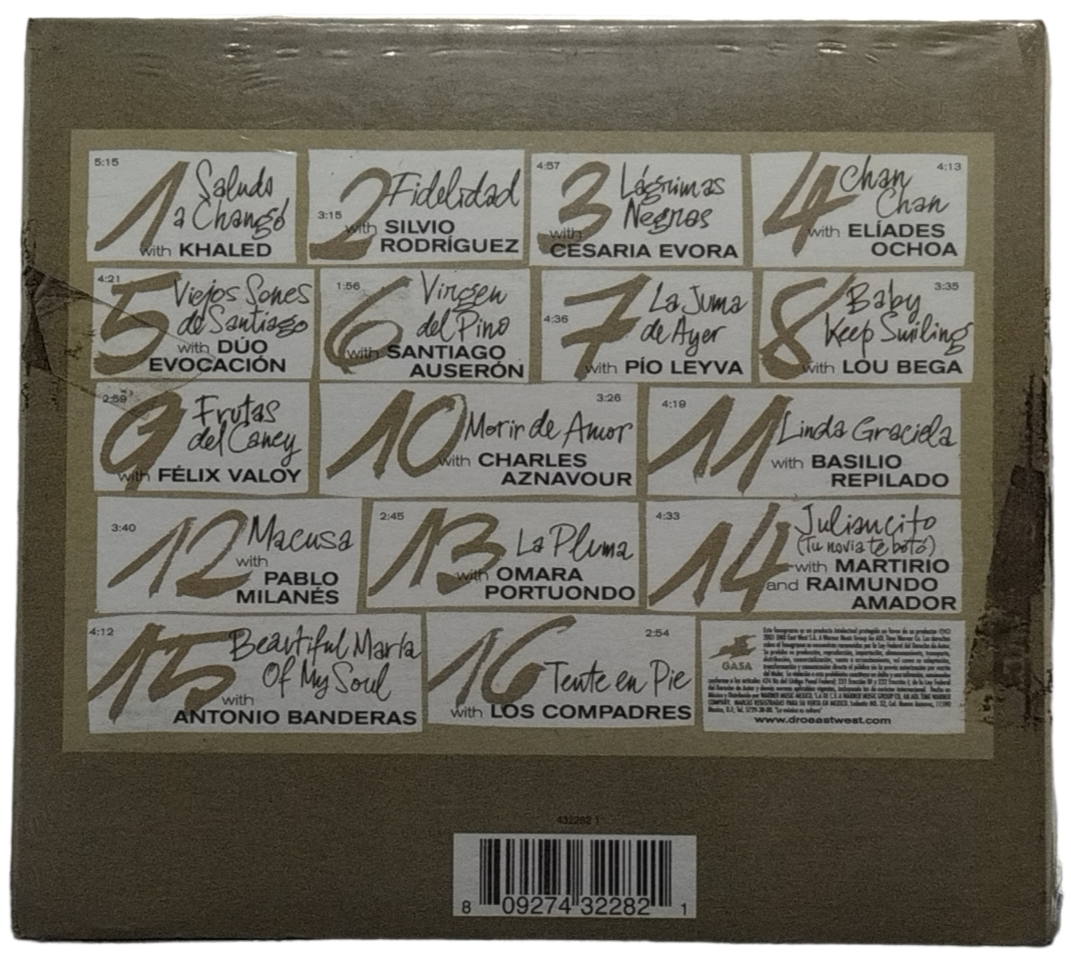 5:15
1 Saludo
a Changó
with KHALED
3:15
2 Fidelidad
with SILVIO
RODRÍGUEZ
4:57
3 Lágrimas
Negras
with
CESARIA EVORA
4:13
4 Chan
Chan
with ELÍADES
OCHOA
4:21
5 Viejos Sones
de Santiago
with DÚO
EVOCACIÓN
1:56
6 Virgen
del Pino
with SANTIAGO
AUSERÓN
4:36
7 La Juma
de Ayer
with PÍO LEYVA
3:35
8 Baby
Keep Smiling
with LOU BEGA
2:59
9 Frutas
del Caney
with FÉLIX VALOY
3:26
10 Morir de Amor
with CHARLES
AZNAVOUR
4:19
11 Linda Graciela
with BASILIO
REPILADO
3:40
12 Macusa
with
PABLO
MILANÉS
2:45
13 La Pluma
with OMARA
PORTUONDO
4:33
14 Juliancito
(Tu novia te botó)
with MARTIRIO
and RAIMUNDO
AMADOR
4:12
15 Beautiful María
Of My Soul
with
ANTONIO BANDERAS
2:54
16 Tente en Pie
with LOS COMPADRES
GASA
www.droeastwest.com
432282 1
8 09274 32282 1